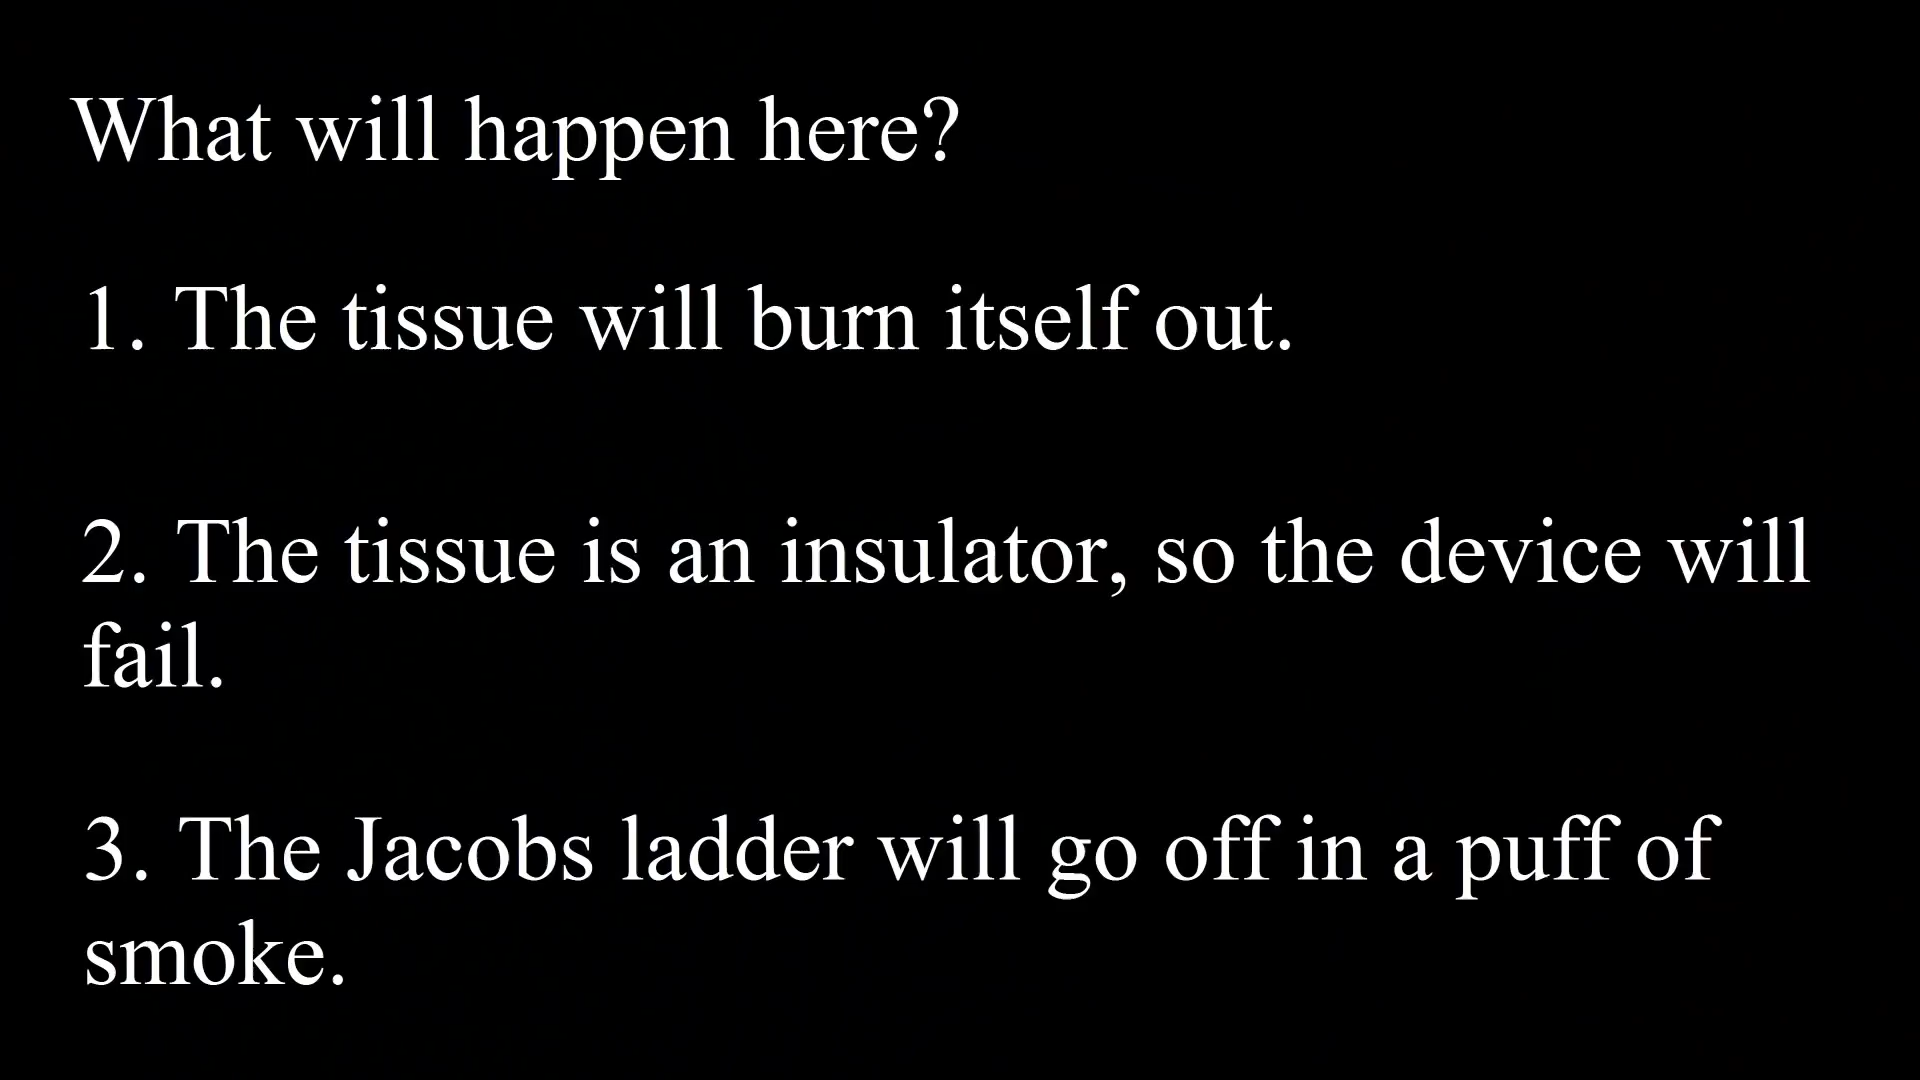 What will happen here?
1. The tissue will burn itself out.
2. The tissue is an insulator, so the device will
fail.
3. The Jacobs ladder will go off in a puff of
smoke.